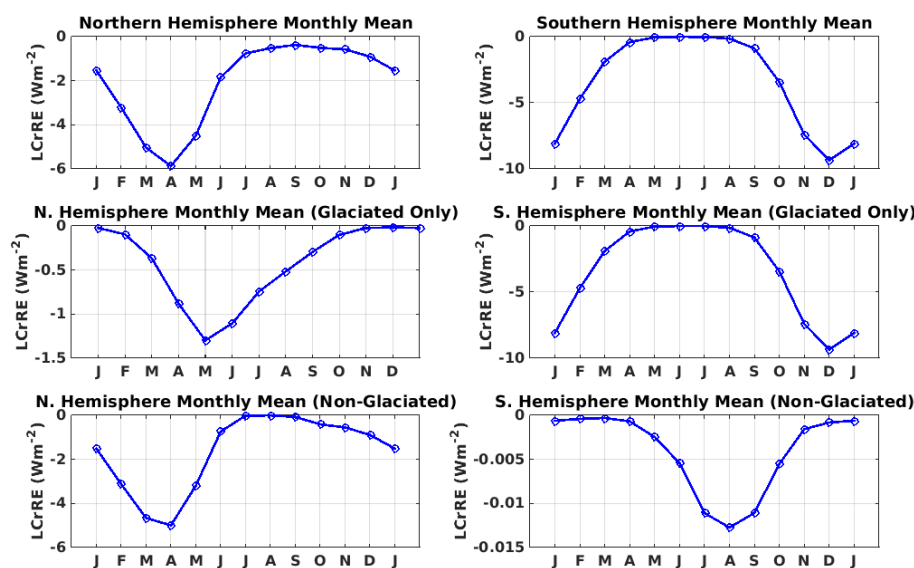 Northern Hemisphere Monthly Mean
LCrRE (Wm-2)
0
-2
-4
-6
J F M A M J J A S O N D J
Southern Hemisphere Monthly Mean
LCrRE (Wm-2)
0
-5
-10
J F M A M J J A S O N D J
N. Hemisphere Monthly Mean (Glaciated Only)
LCrRE (Wm-2)
0
-0.5
-1
-1.5
J F M A M J J A S O N D
S. Hemisphere Monthly Mean (Glaciated Only)
LCrRE (Wm-2)
0
-5
-10
J F M A M J J A S O N D J
N. Hemisphere Monthly Mean (Non-Glaciated)
LCrRE (Wm-2)
0
-2
-4
-6
J F M A M J J A S O N D J
S. Hemisphere Monthly Mean (Non-Glaciated)
LCrRE (Wm-2)
0
-0.005
-0.01
-0.015
J F M A M J J A S O N D J